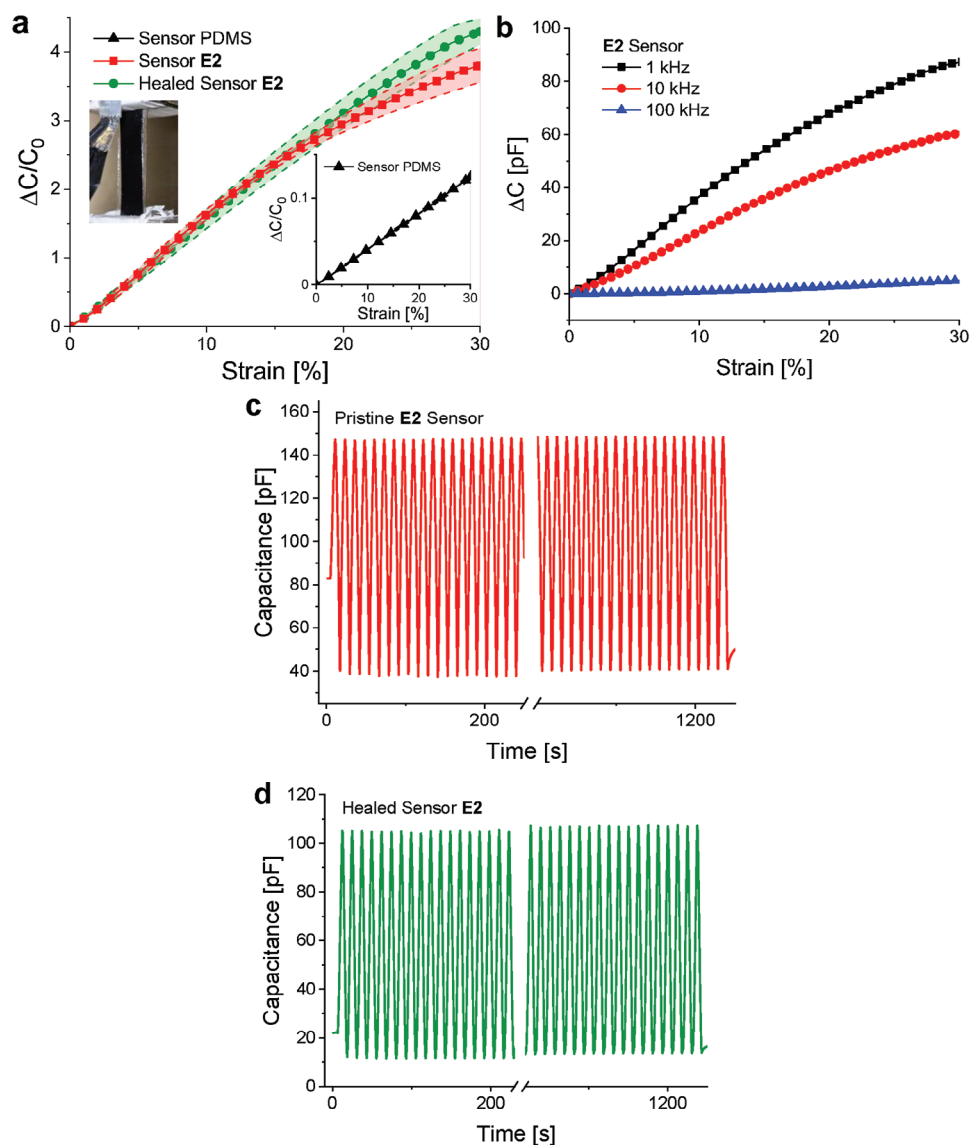 a
Sensor PDMS
Sensor E2
Healed Sensor E2
ΔC/C0
4
3
2
1
0
0
10
20
30
Strain [%]
Sensor PDMS
ΔC/C0
0.1
0
0
5
10
15
20
25
30
Strain [%]
b
E2 Sensor
1 kHz
10 kHz
100 kHz
ΔC [pF]
100
80
60
40
20
0
0
10
20
30
Strain [%]
c
Pristine E2 Sensor
Capacitance [pF]
160
140
120
100
80
60
40
0
200
1200
Time [s]
d
Healed Sensor E2
Capacitance [pF]
120
100
80
60
40
20
0
0
200
1200
Time [s]